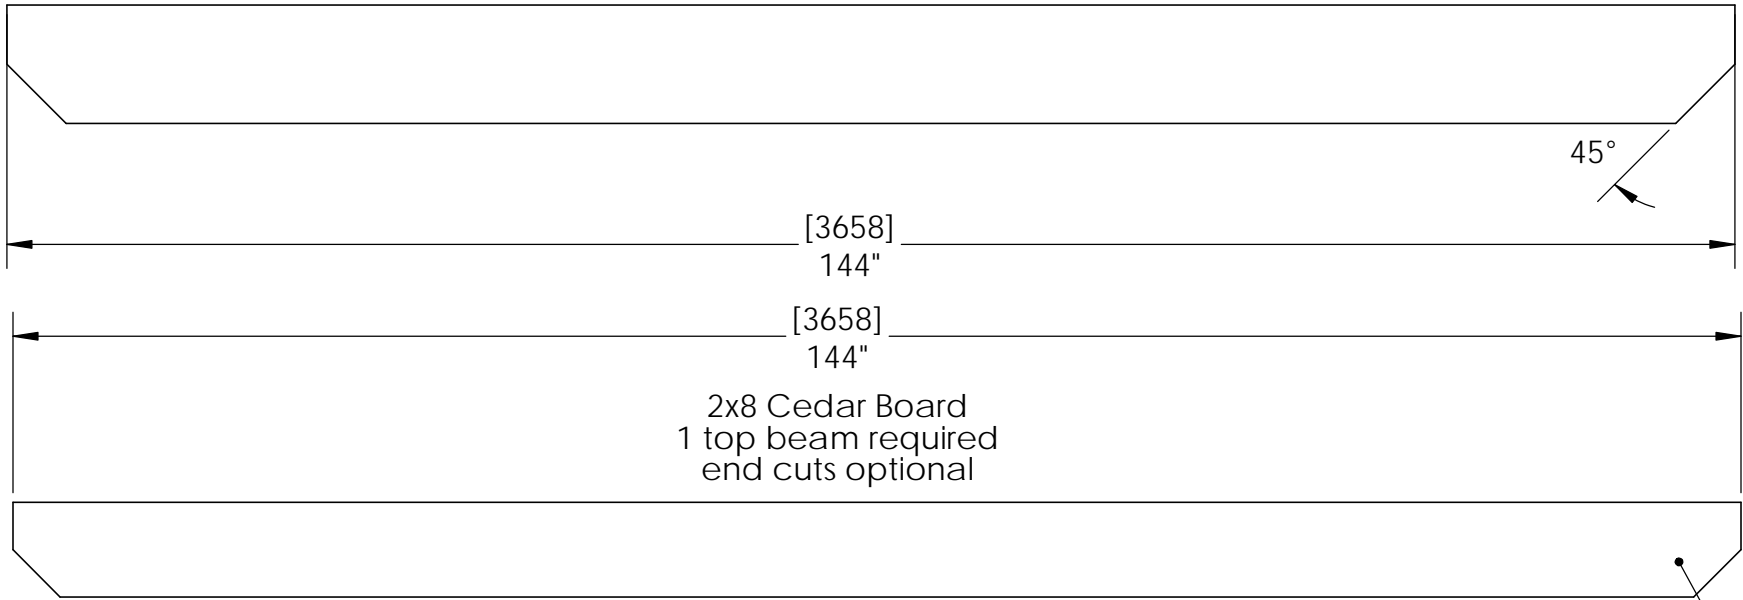 45°
[3658]
144"
[3658]
144"
2x8 Cedar Board
1 top beam required
end cuts optional